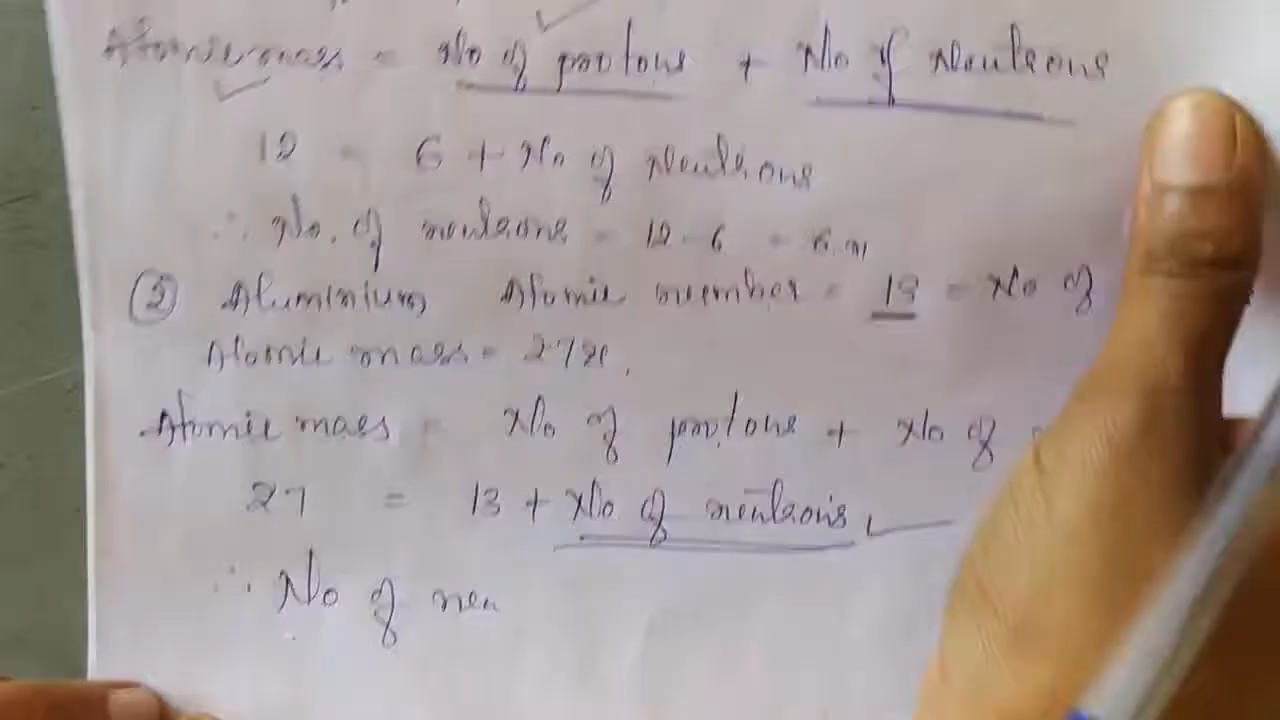 Atomic mass = No of protons + No of Neutrons
12 = 6 + No of Neutrons
∴ No. of neutrons = 12-6 = 6
② Aluminium, Atomic number = 13 = No of
Atomic mass = 27
Atomic mass = No of protons + No of
27 = 13 + No of neutrons
∴ No of neu